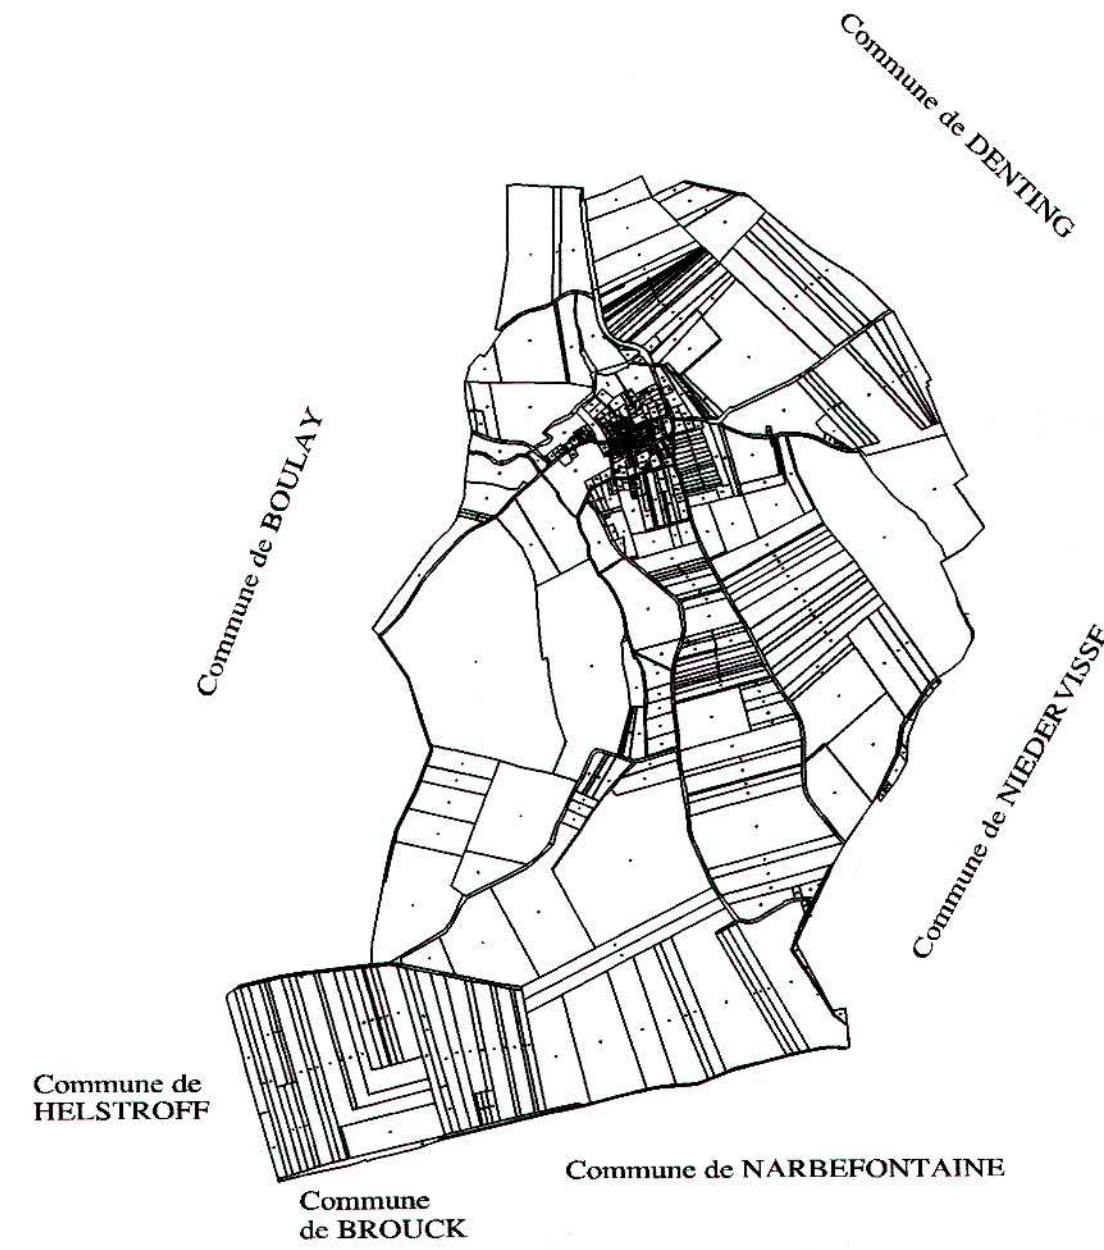 Commune de DENTING
Commune de BOULAY
Commune de NIEDERVISSE
Commune de
HELSTROFF
Commune de NARBEFONTAINE
Commune
de BROUCK